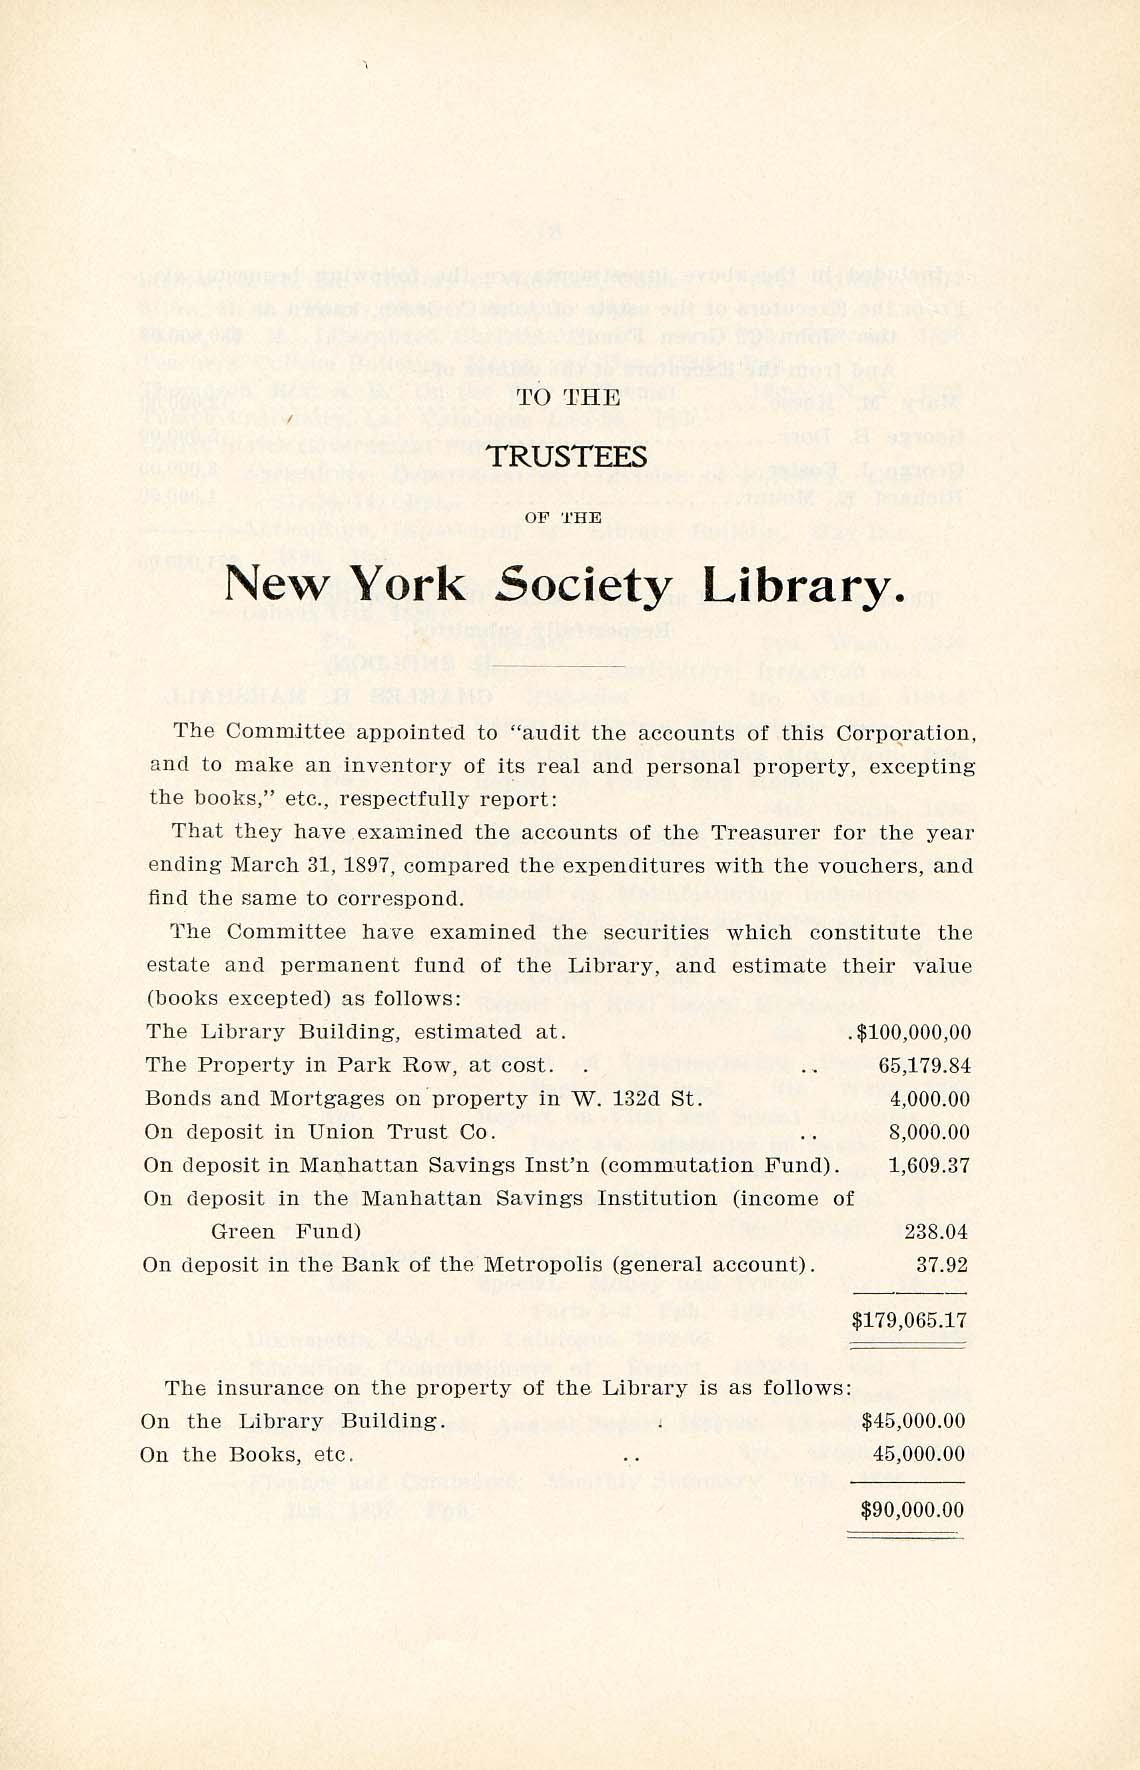 TO THE
TRUSTEES
OF THE
New York Society Library.
The Committee appointed to "audit the accounts of this Corporation,
and to make an inventory of its real and personal property, excepting
the books," etc., respectfully report:
That they have examined the accounts of the Treasurer for the year
ending March 31, 1897, compared the expenditures with the vouchers, and
find the same to correspond.
The Committee have examined the securities which constitute the
estate and permanent fund of the Library, and estimate their value
(books excepted) as follows:
The Library Building, estimated at. .$100,000,00
The Property in Park Row, at cost. . .. 65,179.84
Bonds and Mortgages on property in W. 132d St. 4,000.00
On deposit in Union Trust Co. .. 8,000.00
On deposit in Manhattan Savings Inst'n (commutation Fund). 1,609.37
On deposit in the Manhattan Savings Institution (income of
Green Fund) 238.04
On deposit in the Bank of the Metropolis (general account). 37.92
$179,065.17
The insurance on the property of the Library is as follows:
On the Library Building. . $45,000.00
On the Books, etc. .. 45,000.00
$90,000.00